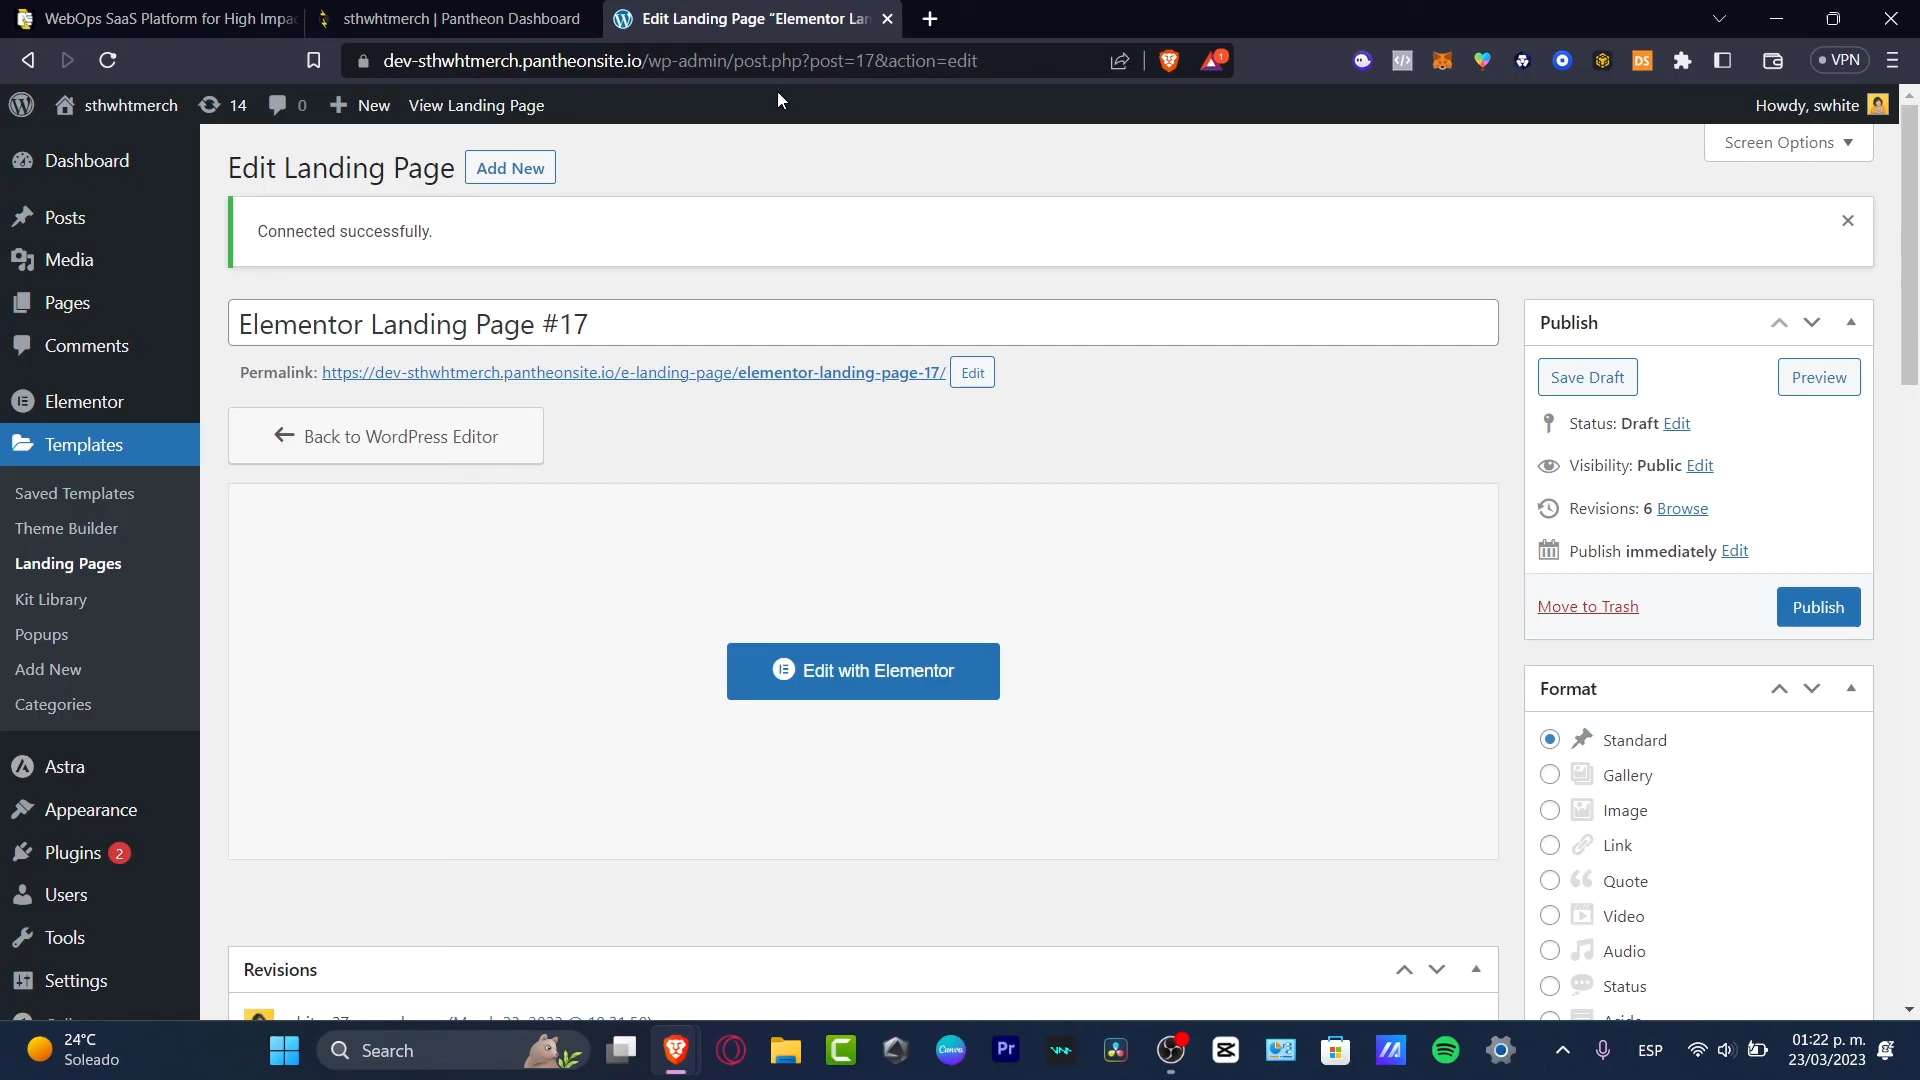 WebOps SaaS Platform for High Impac
sthwhtmerch | Pantheon Dashboard
Edit Landing Page "Elementor Lan
dev-sthwhtmerch.pantheonsite.io/wp-admin/post.php?post=17&action=edit
1
DS
VPN
sthwhtmerch
14
0
New
View Landing Page
Howdy, swhite
Dashboard
Posts
Media
Pages
Comments
Elementor
Templates
Saved Templates
Theme Builder
Landing Pages
Kit Library
Popups
Add New
Categories
Astra
Appearance
Plugins 2
Users
Tools
Settings
Screen Options
Edit Landing Page
Add New
Connected successfully.
Elementor Landing Page #17
Permalink: https://dev-sthwhtmerch.pantheonsite.io/e-landing-page/elementor-landing-page-17/ Edit
Back to WordPress Editor
Edit with Elementor
Revisions
Publish
Save Draft
Preview
Status: Draft Edit
Visibility: Public Edit
Revisions: 6 Browse
Publish immediately Edit
Move to Trash
Publish
Format
Standard
Gallery
Image
Link
Quote
Video
Audio
Status
24°C
Soleado
Search
Canva
Pr
ESP
01:22 p. m.
23/03/2023